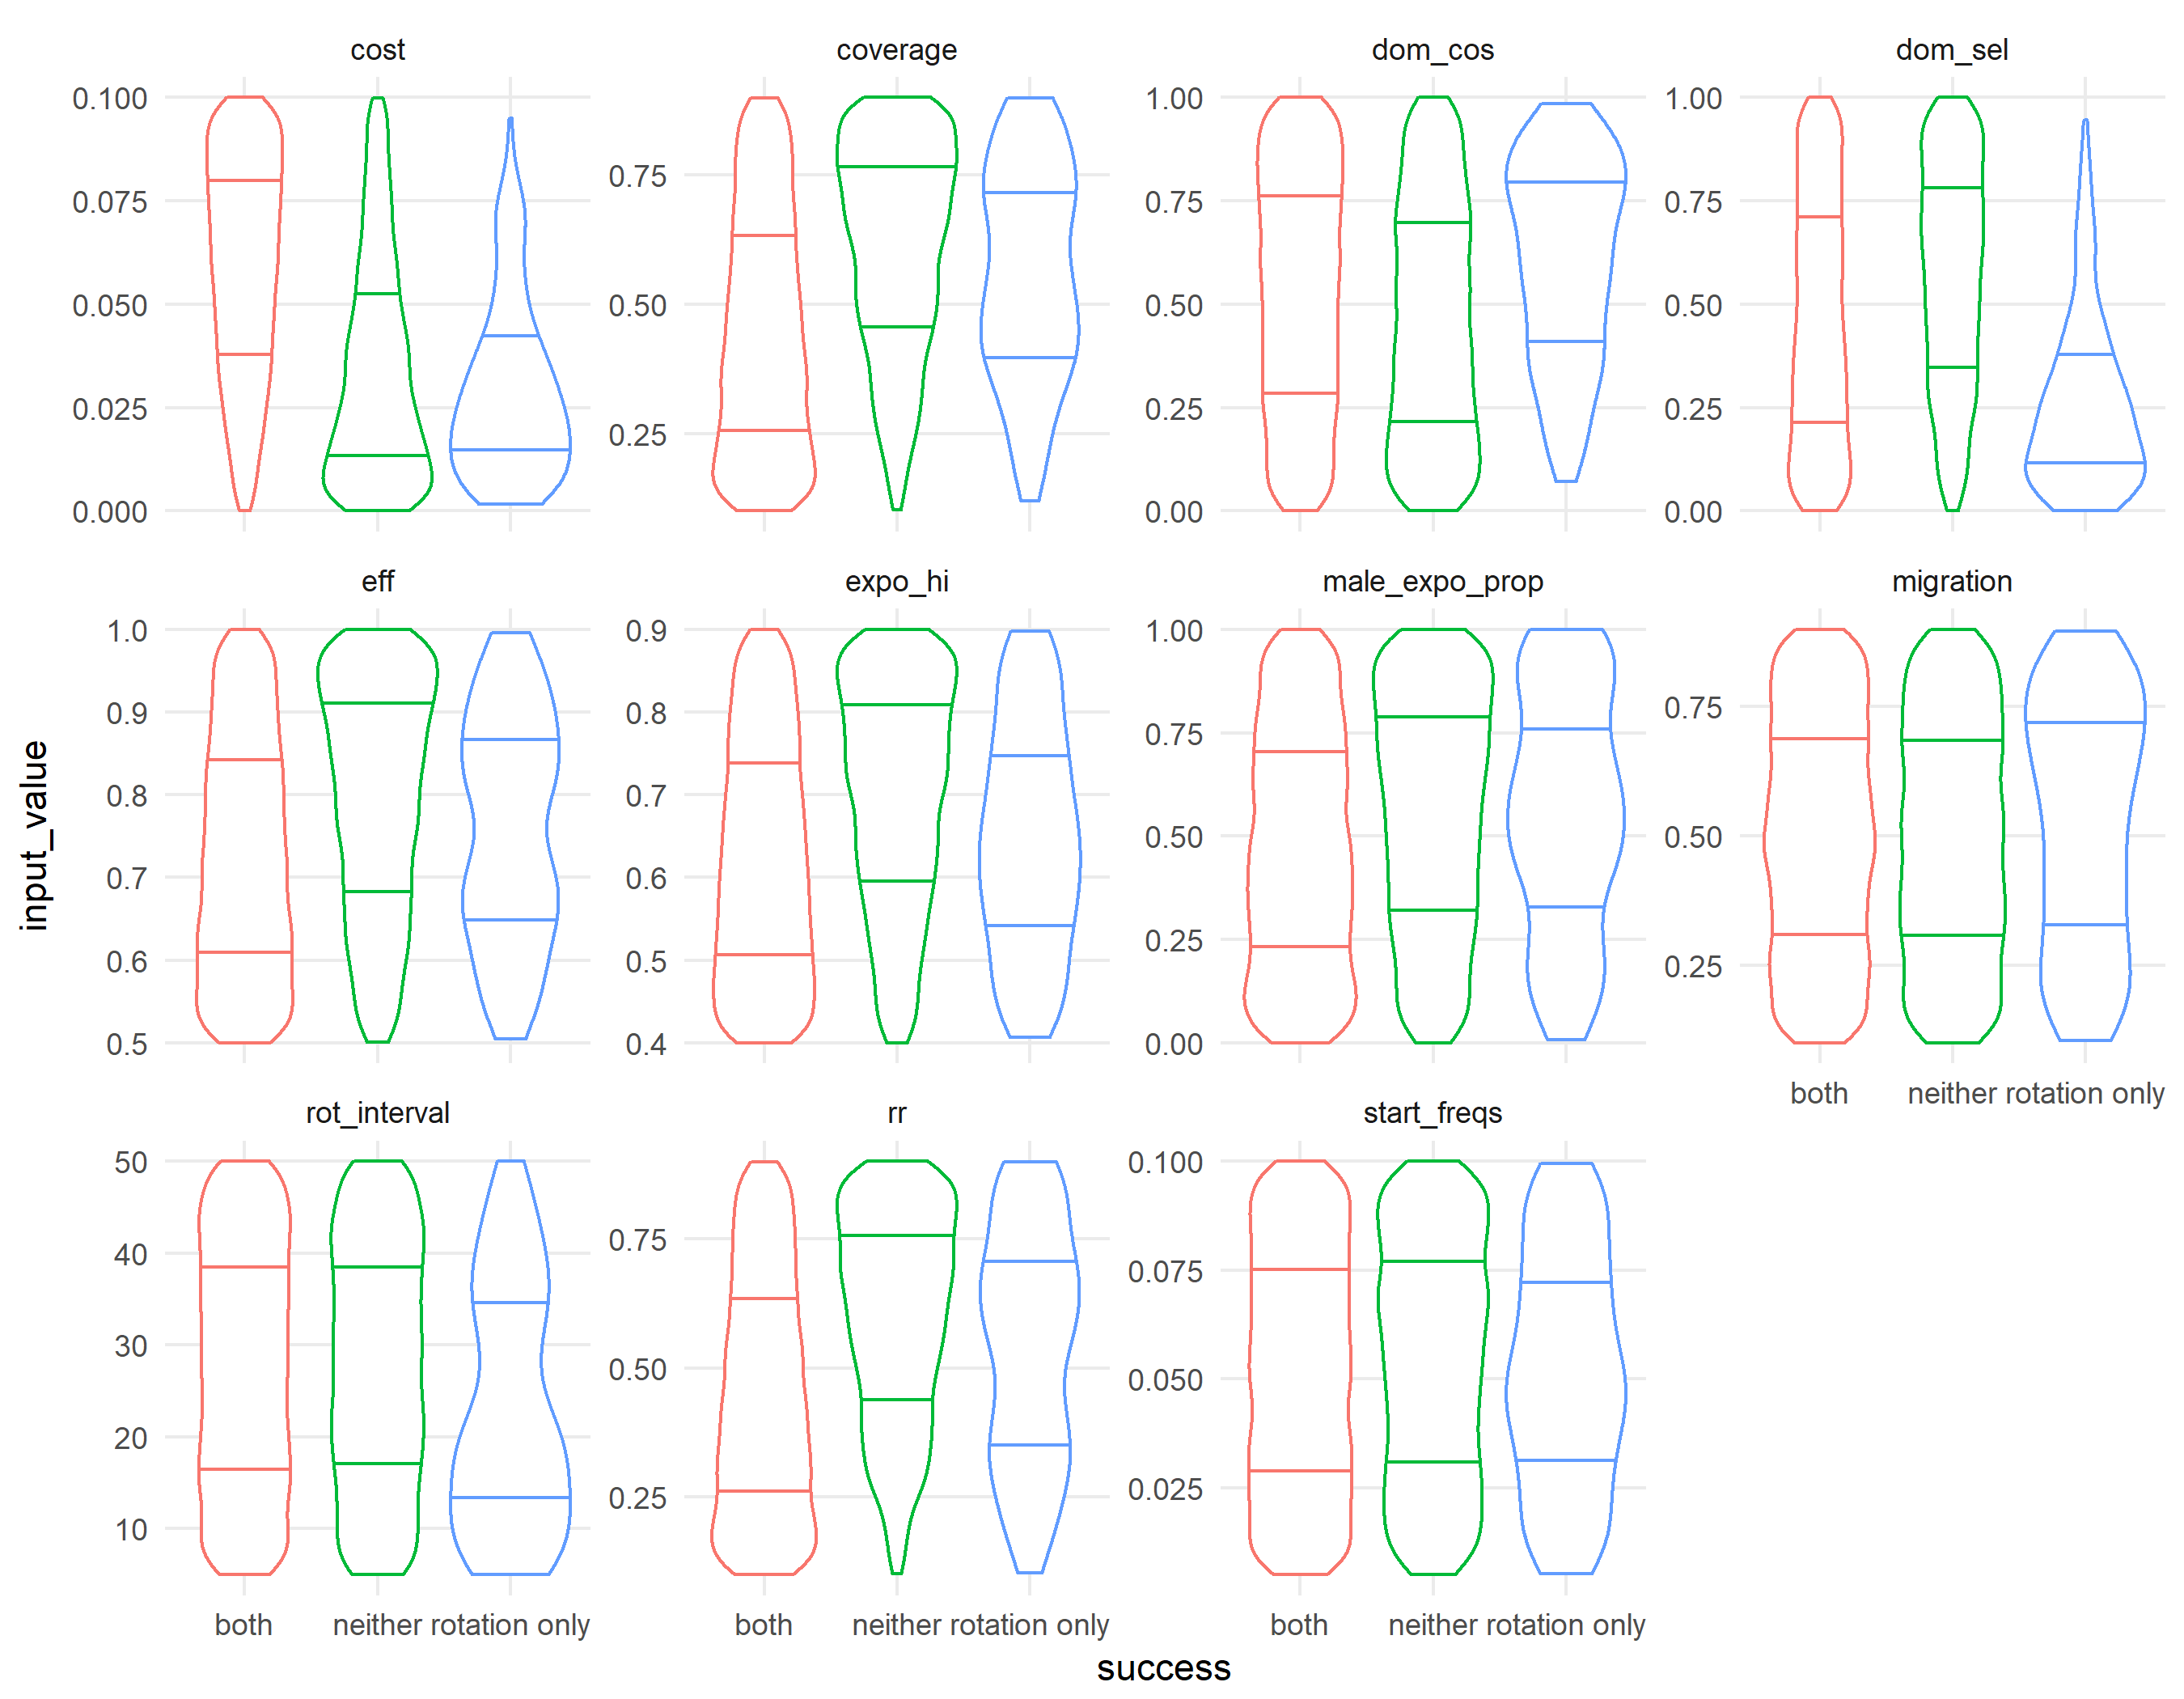 cost
coverage
dom_cos
dom_sel
0.100
0.075
0.050
0.025
0.000
0.75
0.50
0.25
1.00
0.75
0.50
0.25
0.00
1.00
0.75
0.50
0.25
0.00
eff
expo_hi
male_expo_prop
migration
1.0
0.9
0.8
0.7
0.6
0.5
0.9
0.8
0.7
0.6
0.5
0.4
1.00
0.75
0.50
0.25
0.00
0.75
0.50
0.25
both neither rotation only
rot_interval
rr
start_freqs
50
40
30
20
10
0.75
0.50
0.25
0.100
0.075
0.050
0.025
both neither rotation only
both neither rotation only
both neither rotation only
success
input_value